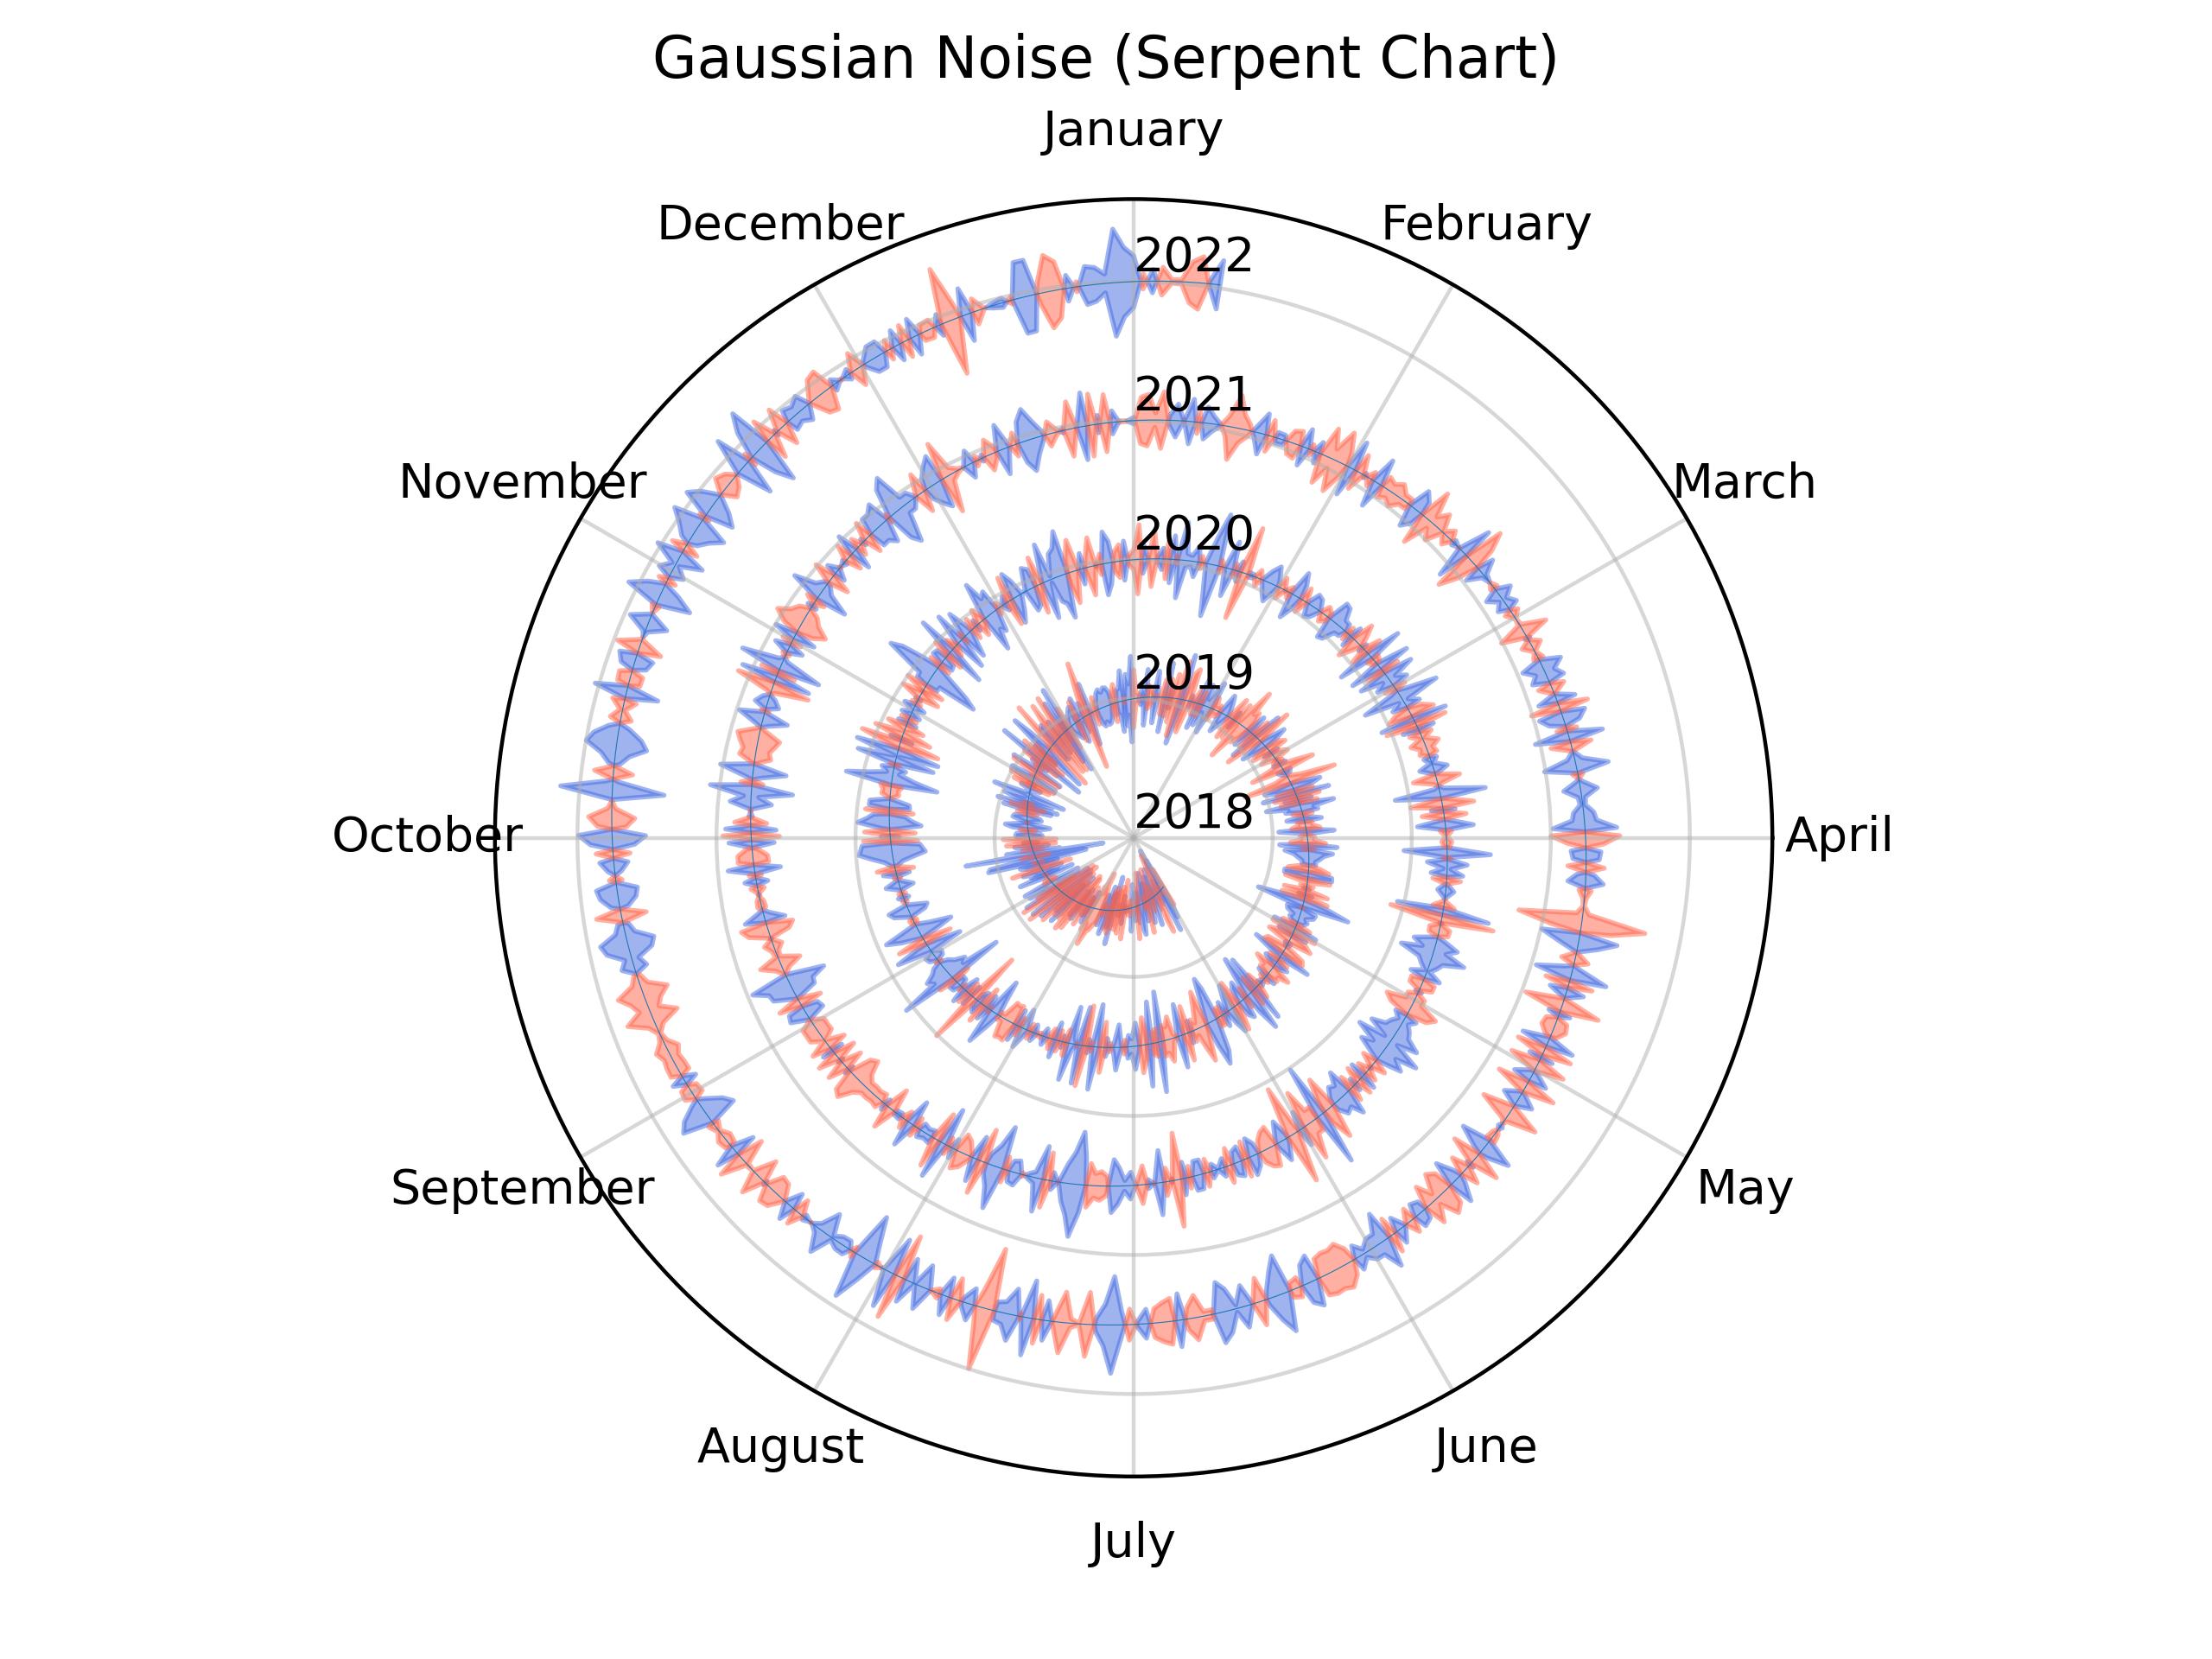 Gaussian Noise (Serpent Chart)
January
December
February
2022
2021
November
March
2020
2019
2018
October
April
September
May
August
June
July